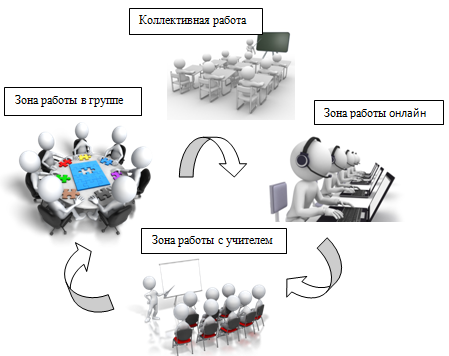 Коллективная работа
Зона работы в группе
Зона работы онлайн
Зона работы с учителем